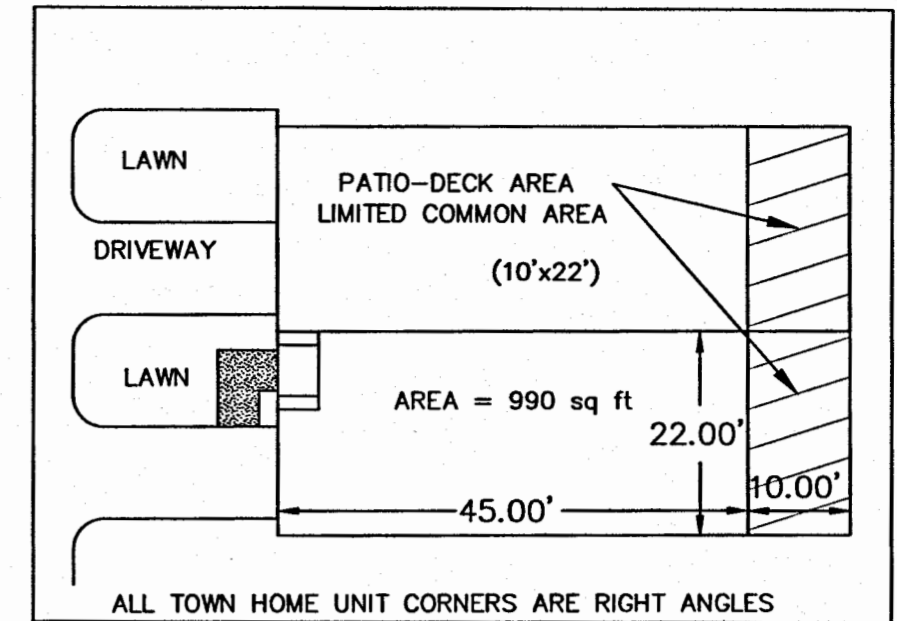 LAWN
PATIO-DECK AREA
LIMITED COMMON AREA
DRIVEWAY
(10'x22')
LAWN
AREA = 990 sq ft
22.00'
10.00'
45.00'
ALL TOWN HOME UNIT CORNERS ARE RIGHT ANGLES